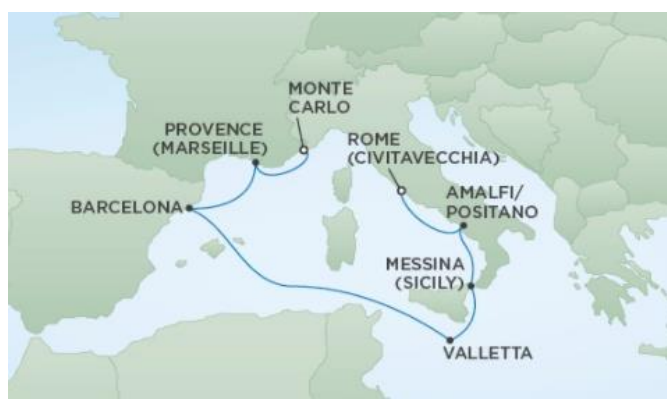 MONTE
CARLO
PROVENCE
(MARSEILLE)
ROME
(CIVITAVECCHIA)
BARCELONA
AMALFI/
POSITANO
MESSINA
(SICILY)
VALLETTA